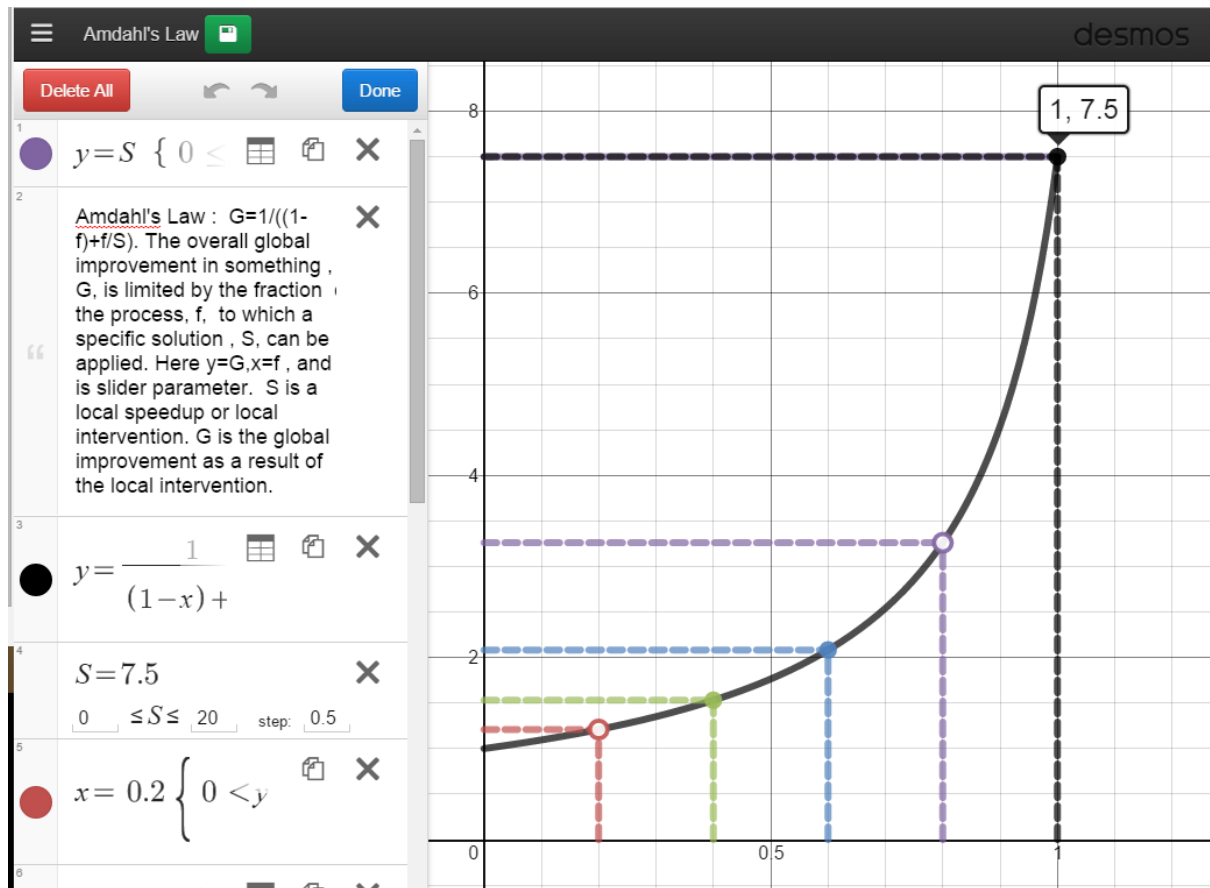 Amdahl's Law
desmos
Delete All
Done
1
y=S { 0 ≤
2
Amdahl's Law : G=1/((1-
f)+f/S). The overall global
improvement in something ,
G, is limited by the fraction
the process, f, to which a
specific solution , S, can be
applied. Here y=G,x=f , and
is slider parameter. S is a
local speedup or local
intervention. G is the global
improvement as a result of
the local intervention.
3
y= 1
(1−x)+
4
S=7.5
0 ≤S≤ 20 step: 0.5
5
x= 0.2 { 0 <y
6
1, 7.5
8
6
4
2
0 0.5 1